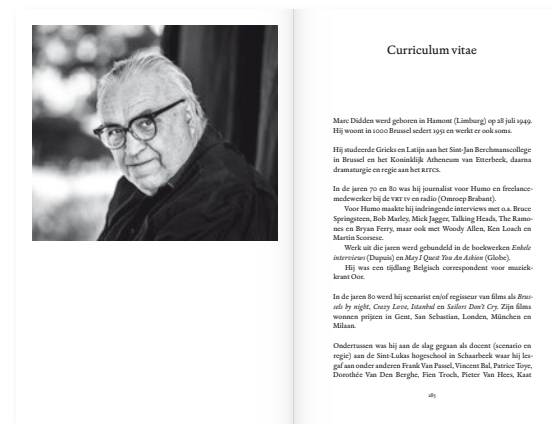 Curriculum vitae
Marc Didden werd geboren in Hamont (Limburg) op 28 juli 1949.
Hij woont in 1000 Brussel sedert 1951 en werkt er ook soms.
Hij studeerde Grieks en Latijn aan het Sint-Jan Berchmanscollege
in Brussel en het Koninklijk Atheneum van Etterbeek, daarna
dramaturgie en regie aan het RITCS.
In de jaren 70 en 80 was hij journalist voor Humo en freelance-
medewerker bij de VRT tv en radio (Omroep Brabant).
Voor Humo maakte hij indringende interviews met o.a. Bruce
Springsteen, Bob Marley, Mick Jagger, Talking Heads, The Ramo-
nes en Bryan Ferry, maar ook met Woody Allen, Ken Loach en
Martin Scorsese.
Werk uit die jaren werd gebundeld in de boekwerken Enkele
interviews (Dupuis) en May I Quest You An Askion (Globe).
Hij was een tijdlang Belgisch correspondent voor muziek-
krant Oor.
In de jaren 80 werd hij scenarist en/of regisseur van films als Brus-
sels by night, Crazy Love, Istanbul en Sailors Don't Cry. Zijn films
wonnen prijzen in Gent, San Sebastian, Londen, München en
Milaan.
Ondertussen was hij aan de slag gegaan als docent (scenario en
regie) aan de Sint-Lukas hogeschool in Schaarbeek waar hij les-
gaf aan onder anderen Frank Van Passel, Vincent Bal, Patrice Toye,
Dorothée Van Den Berghe, Fien Troch, Pieter Van Hees, Kaat
285